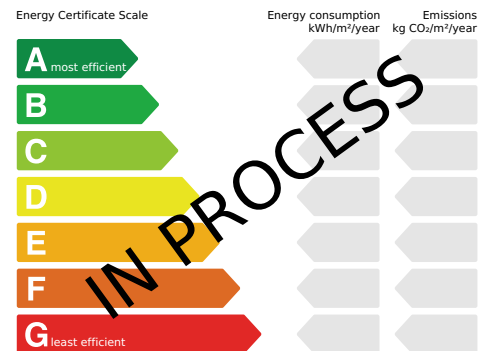 Energy Certificate Scale
Energy consumption
kWh/m²/year
Emissions
kg CO₂/m²/year
A most efficient
B
C
D
E
F
G least efficient
IN PROCESS